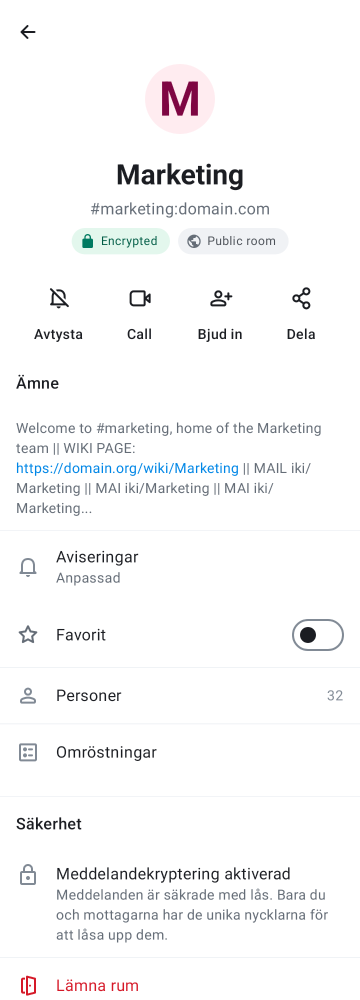 M
Marketing
#marketing:domain.com
Encrypted Public room
Avtysta Call Bjud in Dela
Ämne
Welcome to #marketing, home of the Marketing
team || WIKI PAGE:
https://domain.org/wiki/Marketing || MAIL iki/
Marketing || MAI iki/Marketing || MAI iki/
Marketing...
Aviseringar
Anpassad
Favorit
Personer 32
Omröstningar
Säkerhet
Meddelandekryptering aktiverad
Meddelanden är säkrade med lås. Bara du
och mottagarna har de unika nycklarna för
att låsa upp dem.
Lämna rum